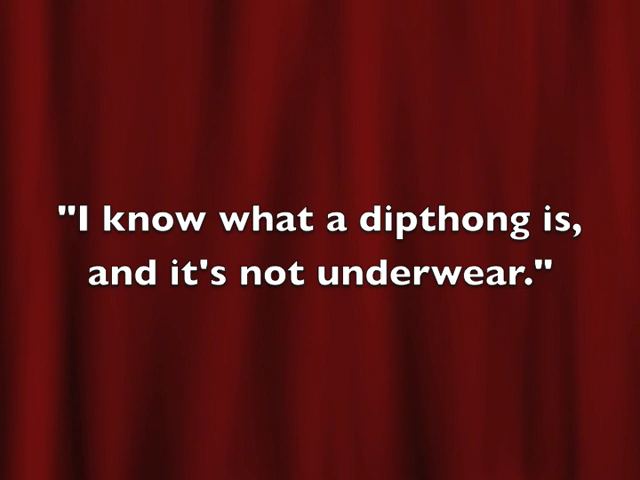 "I know what a dipthong is,
and it's not underwear."